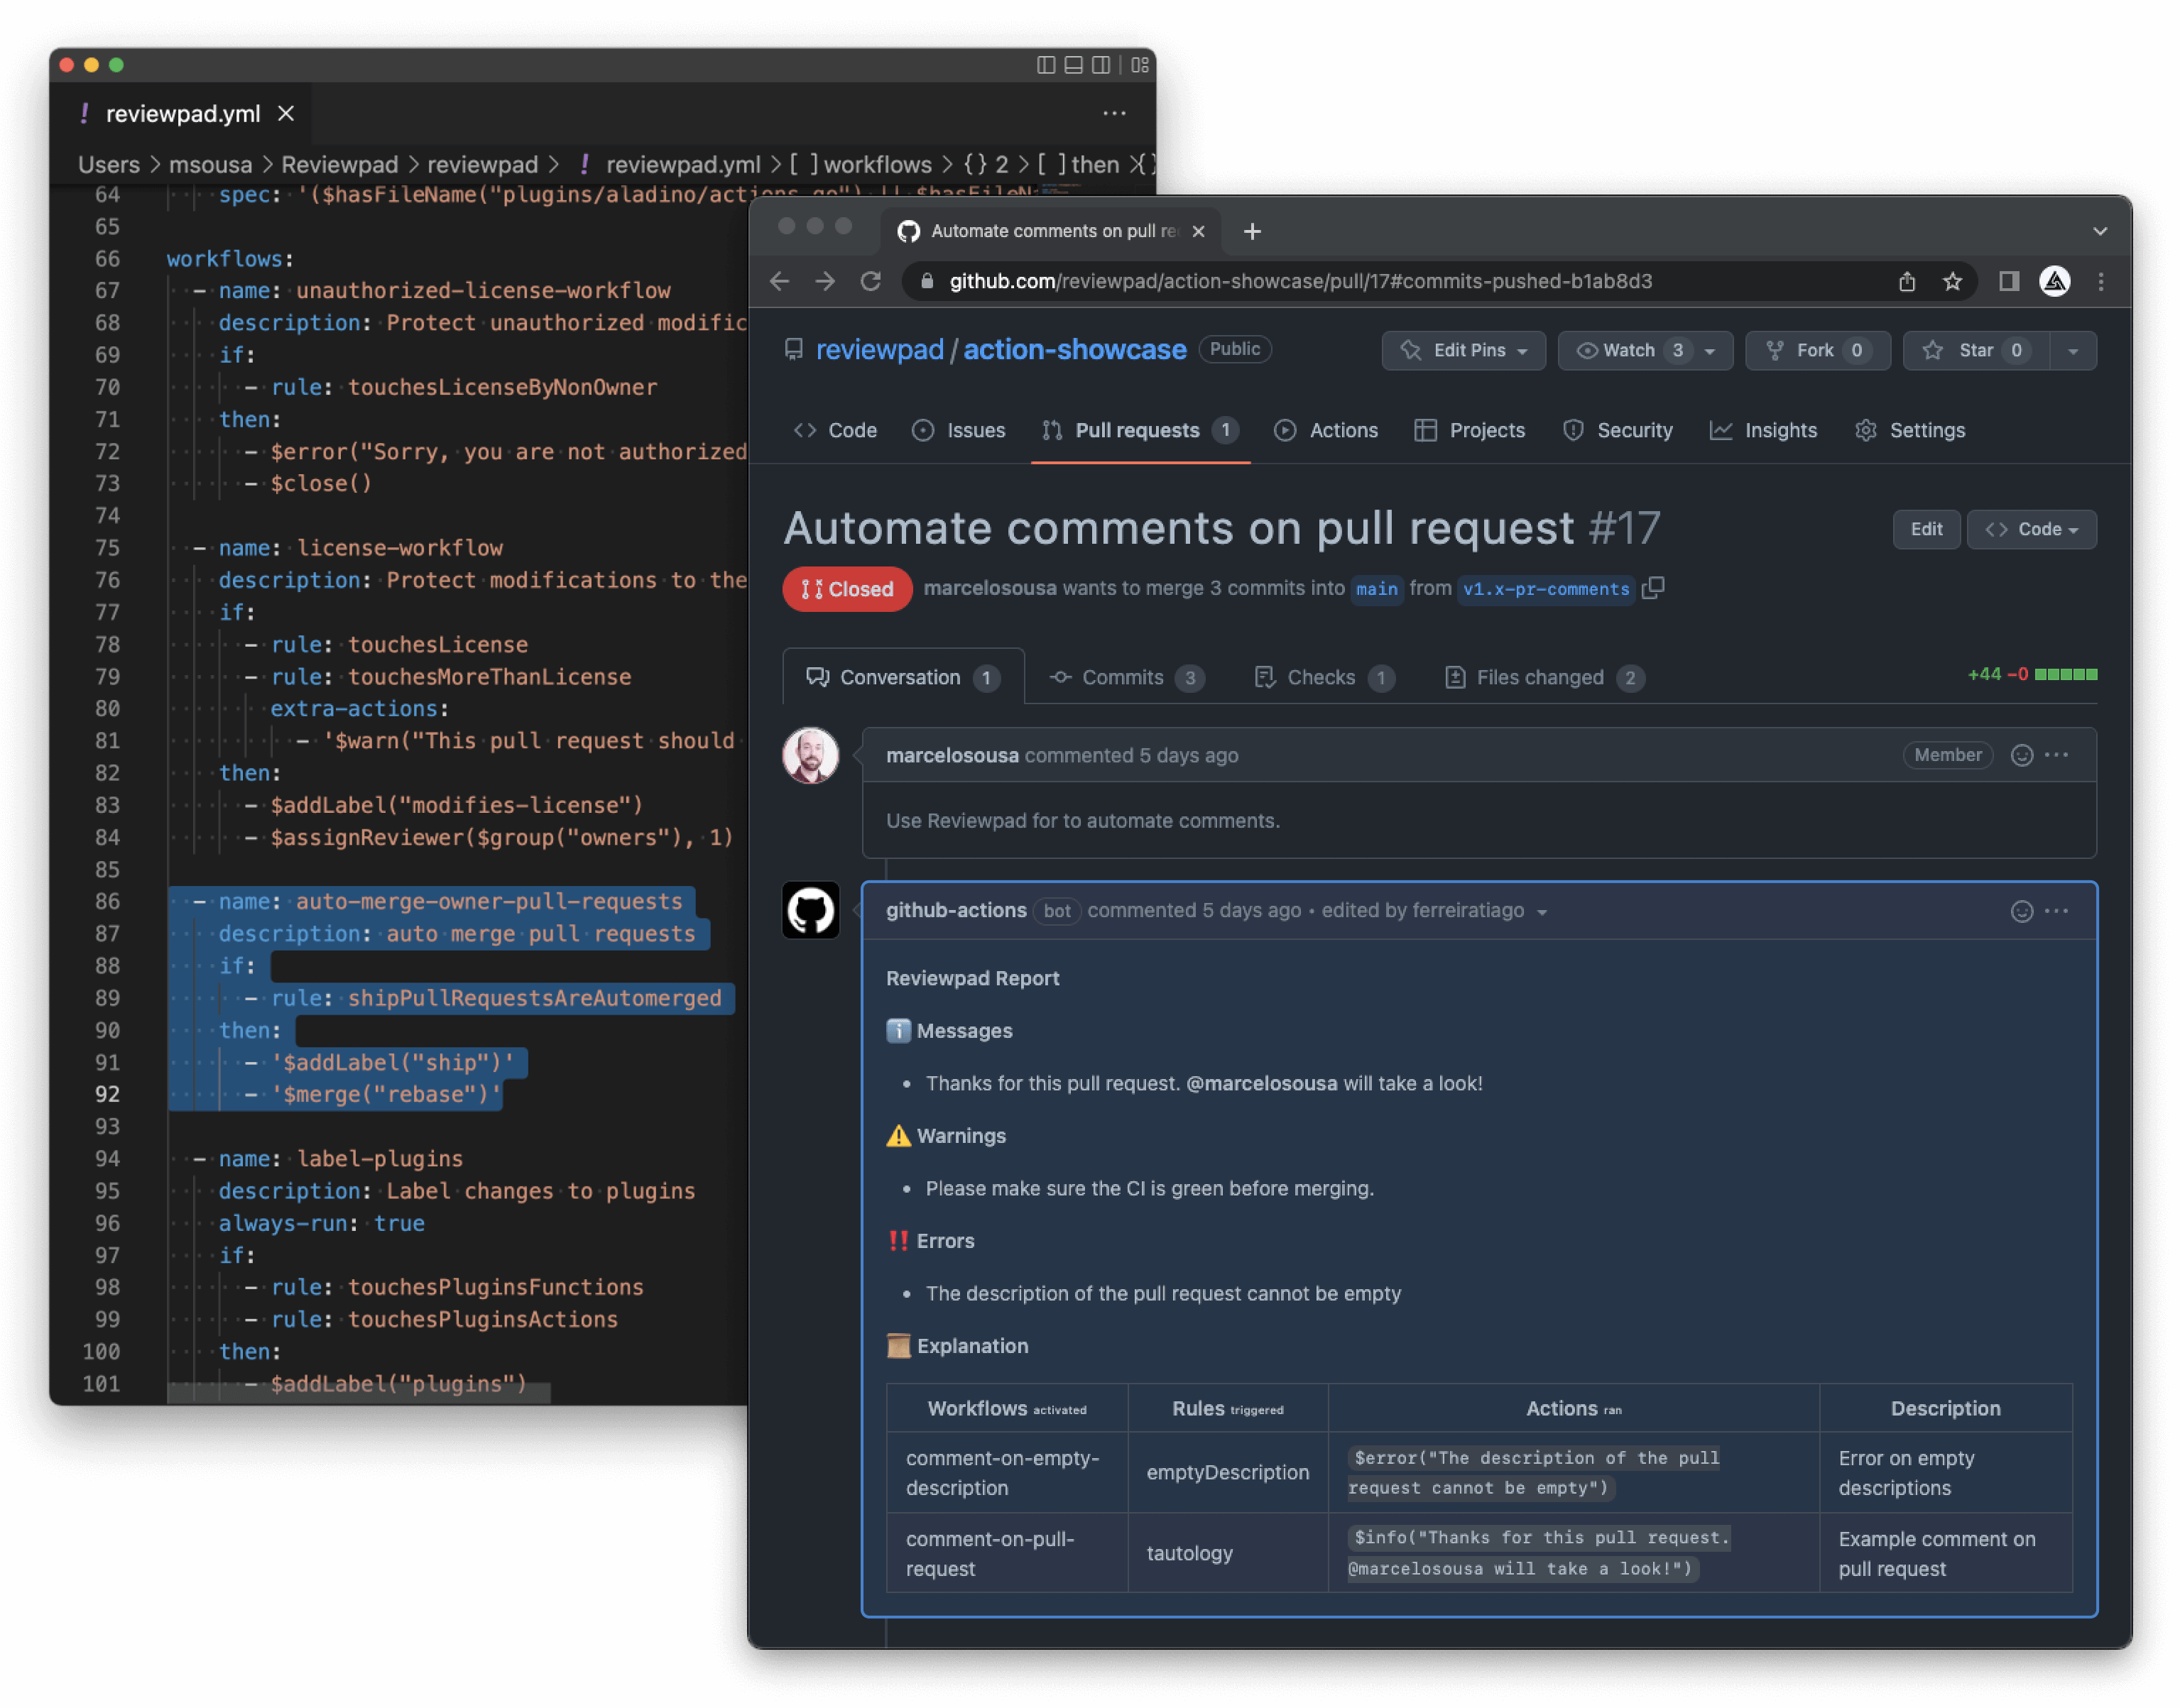 reviewpad.yml
Users > msousa > Reviewpad > reviewpad > ! reviewpad.yml > [ ] workflows > {} 2 > [ ] then > {}
64 spec: '($hasFileName("plugins/aladino/actions.go") || $hasFileNa
65
66 workflows:
67 - name: unauthorized-license-workflow
68 description: Protect unauthorized modific
69 if:
70 - rule: touchesLicenseByNonOwner
71 then:
72 - $error("Sorry, you are not authorized
73 - $close()
74
75 - name: license-workflow
76 description: Protect modifications to the
77 if:
78 - rule: touchesLicense
79 - rule: touchesMoreThanLicense
80 extra-actions:
81 - '$warn("This pull request should
82 then:
83 - $addLabel("modifies-license")
84 - $assignReviewer($group("owners"), 1)
85
86 - name: auto-merge-owner-pull-requests
87 description: auto merge pull requests
88 if:
89 - rule: shipPullRequestsAreAutomerged
90 then:
91 - '$addLabel("ship")'
92 - '$merge("rebase")'
93
94 - name: label-plugins
95 description: Label changes to plugins
96 always-run: true
97 if:
98 - rule: touchesPluginsFunctions
99 - rule: touchesPluginsActions
100 then:
101 - $addLabel("plugins")
Automate comments on pull re
github.com/reviewpad/action-showcase/pull/17#commits-pushed-b1ab8d3
reviewpad / action-showcase Public Edit Pins Watch 3 Fork 0 Star 0
Code Issues Pull requests 1 Actions Projects Security Insights Settings
Automate comments on pull request #17 Edit Code
Closed marcelosousa wants to merge 3 commits into main from v1.x-pr-comments
Conversation 1 Commits 3 Checks 1 Files changed 2 +44 −0
marcelosousa commented 5 days ago Member
Use Reviewpad for to automate comments.
github-actions bot commented 5 days ago • edited by ferreiratiago
Reviewpad Report
ℹ️ Messages
• Thanks for this pull request. @marcelosousa will take a look!
⚠️ Warnings
• Please make sure the CI is green before merging.
‼️ Errors
• The description of the pull request cannot be empty
Explanation
Workflows activated Rules triggered Actions ran Description
comment-on-empty-description emptyDescription $error("The description of the pull request cannot be empty") Error on empty descriptions
comment-on-pull-request tautology $info("Thanks for this pull request. @marcelosousa will take a look!") Example comment on pull request